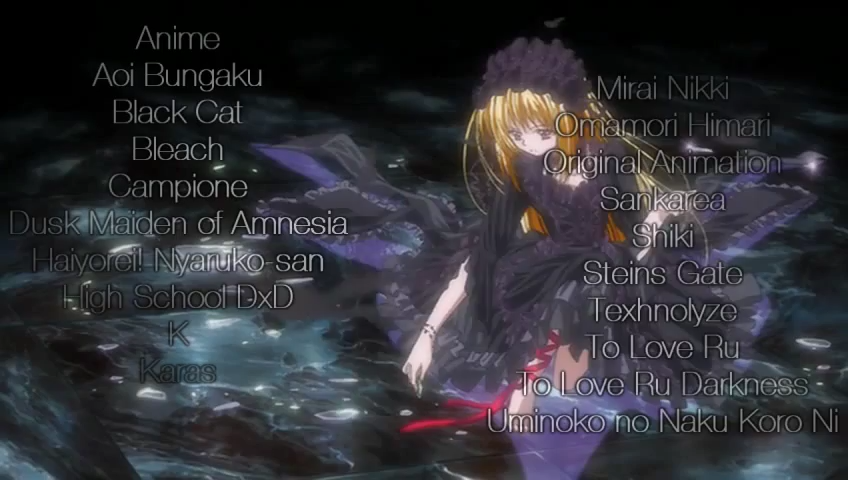 Anime
Aoi Bungaku
Black Cat
Bleach
Campione
Dusk Maiden of Amnesia
Haiyorei! Nyaruko-san
High School DxD
K
Karas
Mirai Nikki
Omamori Himari
Original Animation
Sankarea
Shiki
Steins Gate
Texhnolyze
To Love Ru
To Love Ru Darkness
Uminoko no Naku Koro Ni